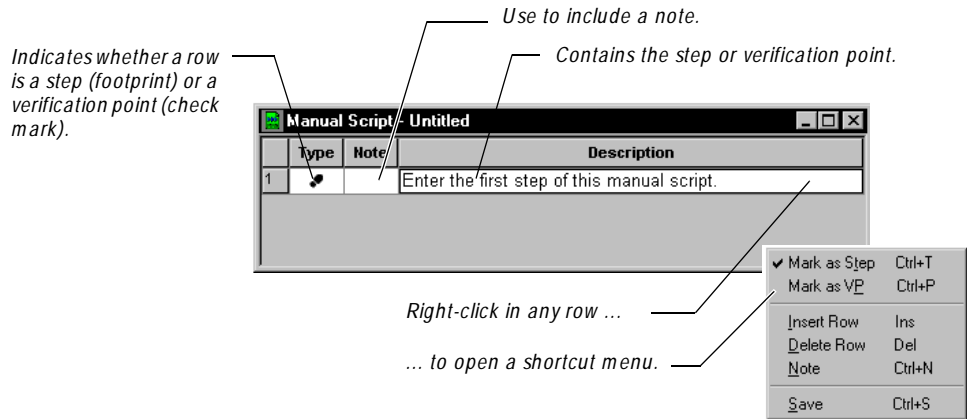 Use to include a note.
Indicates whether a row
is a step (footprint) or a
verification point (check
mark).
Contains the step or verification point.
Manual Script - Untitled
Type Note Description
1 Enter the first step of this manual script.
Mark as Step Ctrl+T
Mark as VP Ctrl+P
Insert Row Ins
Delete Row Del
Note Ctrl+N
Save Ctrl+S
Right-click in any row ...
... to open a shortcut menu.